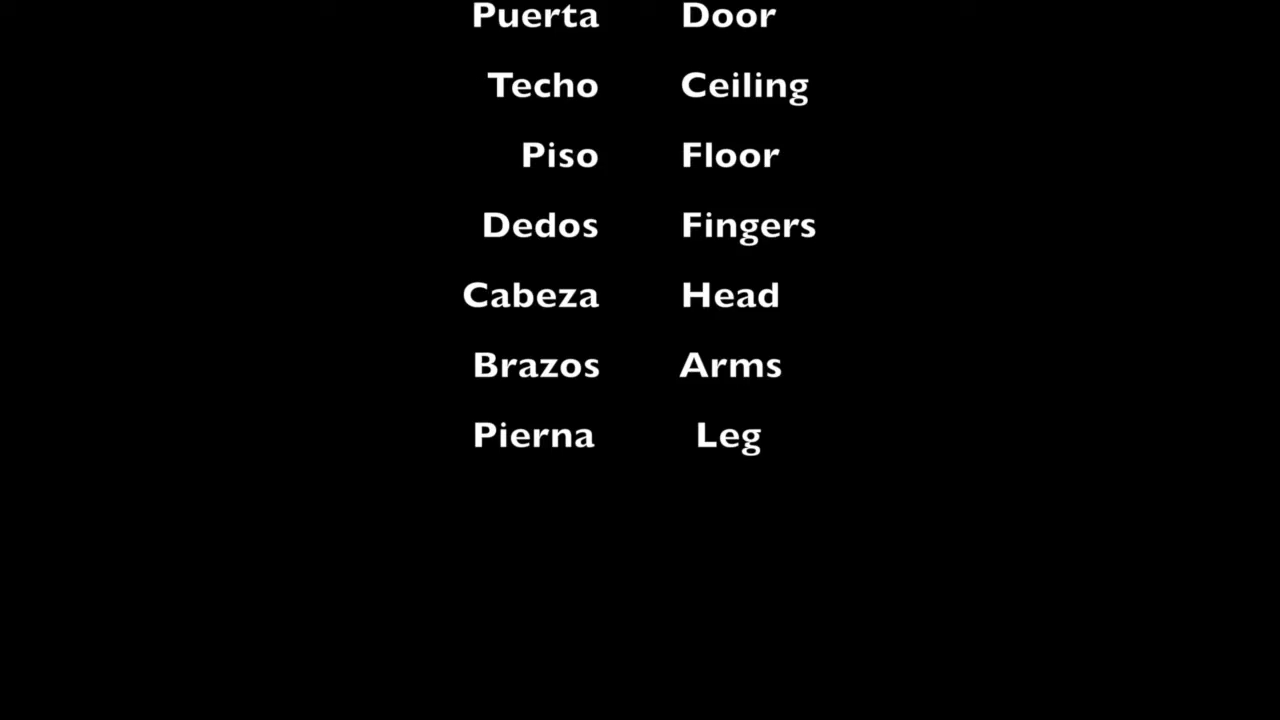 Puerta Door
Techo Ceiling
Piso Floor
Dedos Fingers
Cabeza Head
Brazos Arms
Pierna Leg